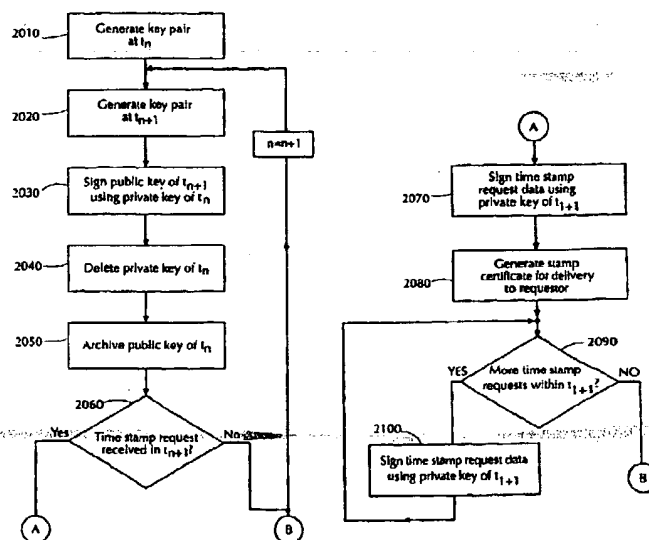 2010
Generate key pair
at tn
2020
Generate key pair
at tn+1
n=n+1
2030
Sign public key of tn+1
using private key of tn
2040
Delete private key of tn
2050
Archive public key of tn
2060
Yes
Time stamp request
received in tn+1?
No
A
B
A
2070
Sign time stamp
request data using
private key of t1+1
2080
Generate stamp
certificate for delivery
to requestor
2090
YES
More time stamp
requests within t1+1?
NO
2100
Sign time stamp request data
using private key of t1+1
B